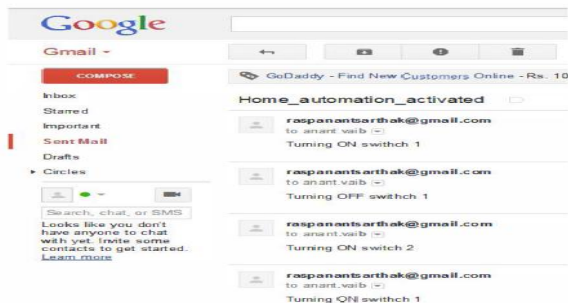 Google
Gmail
COMPOSE
Inbox
Starred
Important
Sent Mail
Drafts
Circles
Search, chat, or SMS
Looks like you don't
have anyone to chat
with yet. Invite some
contacts to get started.
Learn more
GoDaddy - Find New Customers Online - Rs. 10
Home_automation_activated
raspanantsarthak@gmail.com
to anant.vaib
Turning ON swithch 1
raspanantsarthak@gmail.com
to anant.vaib
Turning OFF swithch 1
raspanantsarthak@gmail.com
to anant.vaib
Turning ON switch 2
raspanantsarthak@gmail.com
to anant.vaib
Turning ON swithch 1